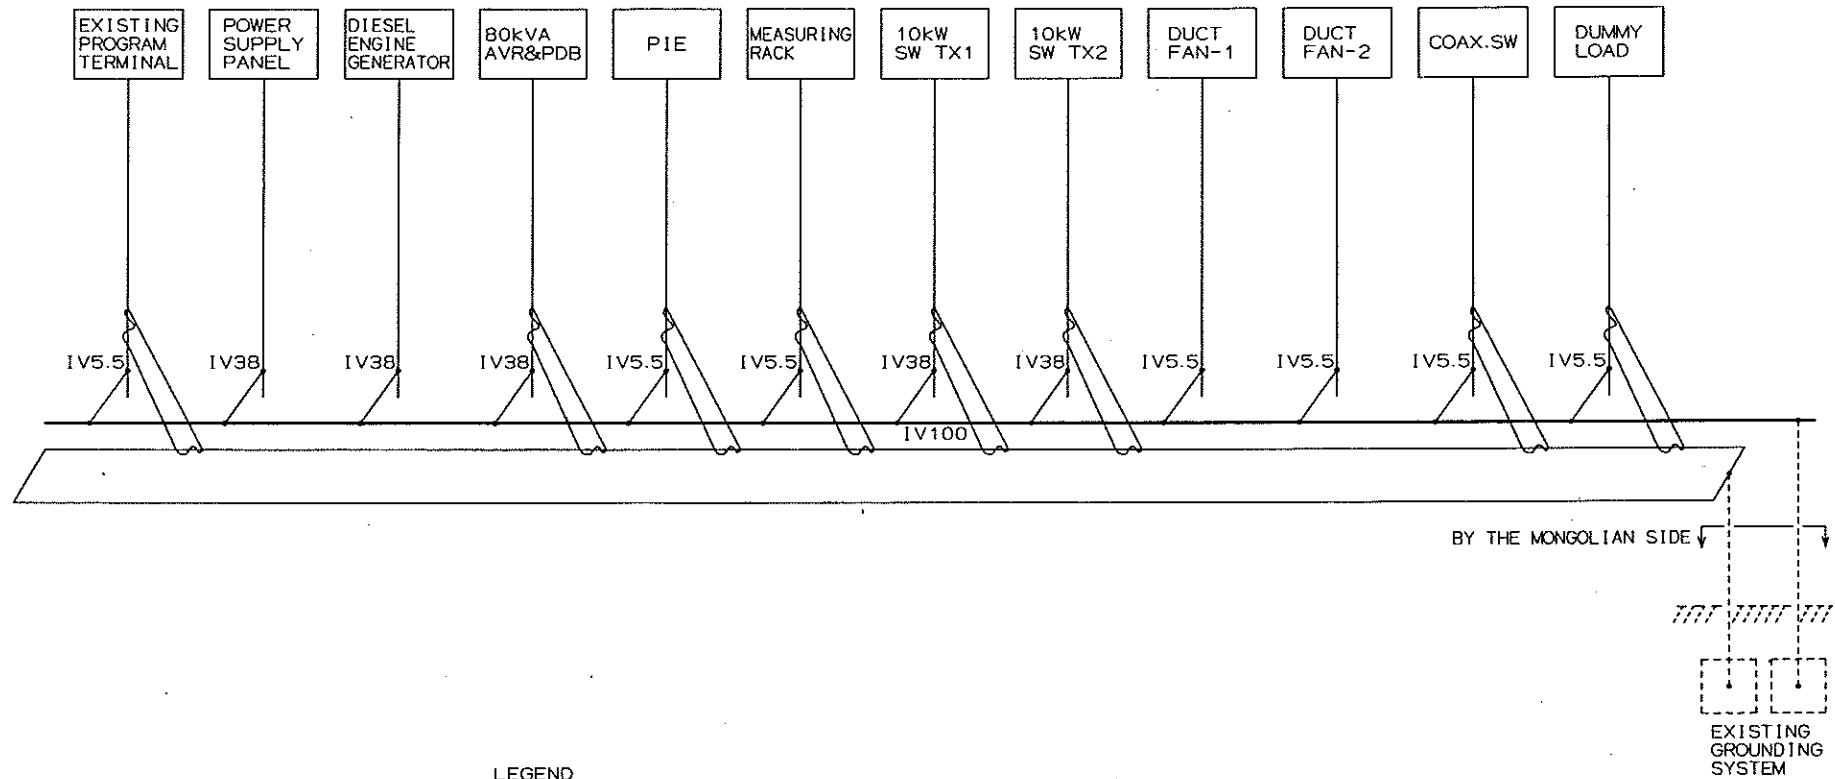 EXISTING
PROGRAM
TERMINAL
POWER
SUPPLY
PANEL
DIESEL
ENGINE
GENERATOR
80kVA
AVR&PDB
PIE
MEASURING
RACK
10kW
SW TX1
10kW
SW TX2
DUCT
FAN-1
DUCT
FAN-2
COAX.SW
DUMMY
LOAD
IV5.5
IV38
IV38
IV38
IV5.5
IV5.5
IV38
IV38
IV5.5
IV5.5
IV5.5
IV5.5
IV100
BY THE MONGOLIAN SIDE
EXISTING
GROUNDING
SYSTEM
LEGEND